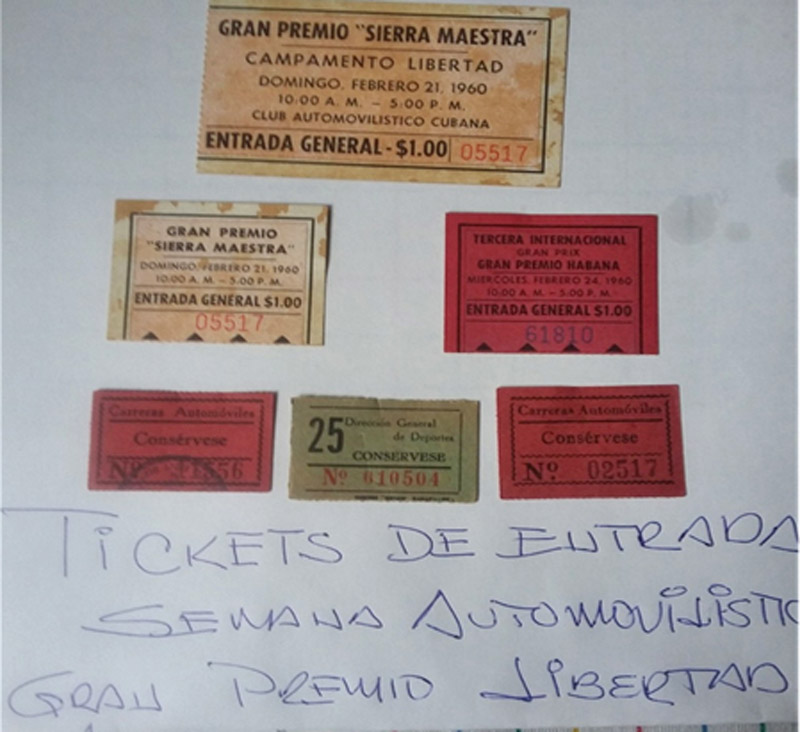 GRAN PREMIO "SIERRA MAESTRA"
CAMPAMENTO LIBERTAD
DOMINGO, FEBRERO 21, 1960
10:00 A. M. – 5:00 P. M.
CLUB AUTOMOVILISTICO CUBANA
ENTRADA GENERAL - $1.00 05517
GRAN PREMIO
"SIERRA MAESTRA"
DOMINGO, FEBRERO 21, 1960
10:00 A. M. – 5:00 P. M.
ENTRADA GENERAL $1.00
05517
TERCERA INTERNACIONAL
GRAN PRIX
GRAN PREMIO HABANA
MIERCOLES, FEBRERO 24, 1960
10:00 A. M. – 5:00 P. M.
ENTRADA GENERAL $1.00
61810
Carreras Automóviles
Consérvese
Nº
25 Dirección General
de Deportes
CONSERVESE
Nº 610504
Carreras Automóviles
Consérvese
Nº 02517
TICKETS DE ENTRADA
SEMANA AUTOMOVILISTIC
GRAN PREMIO LIBERTAD